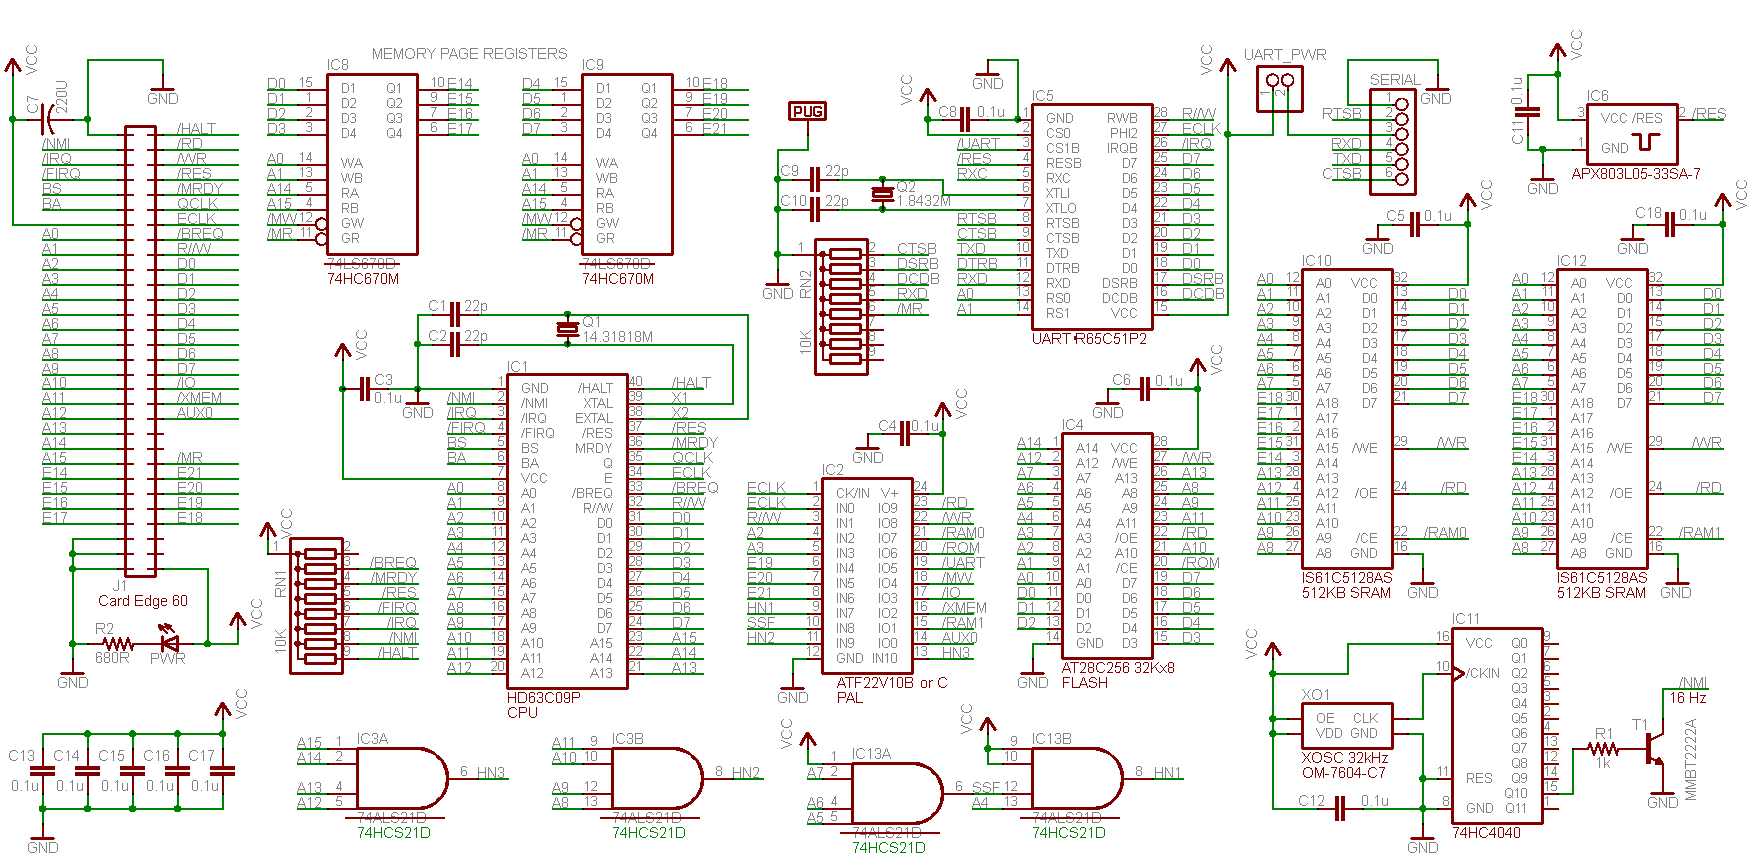 MEMORY PAGE REGISTERS
VCC
C7
220U
GND
/NMI
/IRQ
/FIRQ
BS
BA
A0
A1
A2
A3
A4
A5
A6
A7
A8
A9
A10
A11
A12
A13
A14
A15
E14
E15
E16
E17
/HALT
/RD
/WR
/RES
/MRDY
QCLK
ECLK
/BREQ
R/W
D0
D1
D2
D3
D4
D5
D6
D7
/IO
/XMEM
AUX0
/MR
E21
E20
E19
E18
J1
Card Edge 60
R2
680R
PWR
VCC
GND
IC8
D0 15 D1 Q1 10 E14
D1 1 D2 Q2 9 E15
D2 2 D3 Q3 7 E16
D3 3 D4 Q4 6 E17
A0 14 WA
A1 13 WB
A14 5 RA
A15 4 RB
/MW 12 GW
/MR 11 GR
74LS670D
74HC670M
IC9
D4 15 D1 Q1 10 E18
D5 1 D2 Q2 9 E19
D6 2 D3 Q3 7 E20
D7 3 D4 Q4 6 E21
A0 14 WA
A1 13 WB
A14 5 RA
A15 4 RB
/MW 12 GW
/MR 11 GR
74LS670D
74HC670M
PUG
C9 22p
C10 22p
Q2
1.8432M
GND
RN2
10K
1
2 CTSB
3 DSRB
4 DCDB
5 RXD
6 /MR
7
8
9
VCC
GND
C8 0.1u
IC5
1 GND RWB 28 R/W
2 CS0 PHI2 27 ECLK
/UART 3 CS1B IRQB 26 /IRQ
/RES 4 RESB D7 25 D7
RXC 5 RXC D6 24 D6
6 XTLI D5 23 D5
7 XTLO D4 22 D4
RTSB 8 RTSB D3 21 D3
CTSB 9 CTSB D2 20 D2
TXD 10 TXD D1 19 D1
DTRB 11 DTRB D0 18 D0
RXD 12 RXD DSRB 17 DSRB
A0 13 RS0 DCDB 16 DCDB
A1 14 RS1 VCC 15
UART R65C51P2
VCC
UART_PWR
1
2
SERIAL
GND
1
RTSB 2
3
RXD 4
TXD 5
CTSB 6
VCC
C11 0.1u
IC6
3 VCC /RES 2 /RES
1 GND
GND
APX803L05-33SA-7
C1 22p
C2 22p
Q1
14.31818M
VCC
C3
0.1u
GND
IC1
1 GND /HALT 40 /HALT
/NMI 2 /NMI XTAL 39 X1
/IRQ 3 /IRQ EXTAL 38 X2
/FIRQ 4 /FIRQ /RES 37 /RES
BS 5 BS MRDY 36 /MRDY
BA 6 BA Q 35 QCLK
7 VCC E 34 ECLK
A0 8 A0 /BREQ 33 /BREQ
A1 9 A1 R//W 32 R//W
A2 10 A2 D0 31 D0
A3 11 A3 D1 30 D1
A4 12 A4 D2 29 D2
A5 13 A5 D3 28 D3
A6 14 A6 D4 27 D4
A7 15 A7 D5 26 D5
A8 16 A8 D6 25 D6
A9 17 A9 D7 24 D7
A10 18 A10 A15 23 A15
A11 19 A11 A14 22 A14
A12 20 A12 A13 21 A13
HD63C09P
CPU
VCC
RN1
10K
1
2
3 /BREQ
4 /MRDY
5 /RES
6 /FIRQ
7 /IRQ
8 /NMI
9 /HALT
VCC
C4 0.1u
GND
IC2
ECLK 1 CK/IN V+ 24
ECLK 2 IN0 IO9 23 /RD
R//W 3 IN1 IO8 22 /WR
A2 4 IN2 IO7 21 /RAM0
A3 5 IN3 IO6 20 /ROM
E19 6 IN4 IO5 19 /UART
E20 7 IN5 IO4 18 /MW
E21 8 IN6 IO3 17 /IO
HN1 9 IN7 IO2 16 /XMEM
SSF 10 IN8 IO1 15 /RAM1
HN2 11 IN9 IO0 14 AUX0
12 GND IN10 13 HN3
GND
ATF22V10B or C
PAL
VCC
C6 0.1u
GND
IC4
A14 1 A14 VCC 28
A12 2 A12 /WE 27 /WR
A7 3 A7 A13 26 A13
A6 4 A6 A8 25 A8
A5 5 A5 A9 24 A9
A4 6 A4 A11 23 A11
A3 7 A3 /OE 22 /RD
A2 8 A2 A10 21 A10
A1 9 A1 /CE 20 /ROM
A0 10 A0 D7 19 D7
D0 11 D0 D6 18 D6
D1 12 D1 D5 17 D5
D2 13 D2 D4 16 D4
14 GND D3 15 D3
GND
AT28C256 32Kx8
FLASH
VCC
C5 0.1u
GND
IC10
A0 12 A0 VCC 32
A1 11 A1 D0 13 D0
A2 10 A2 D1 14 D1
A3 9 A3 D2 15 D2
A4 8 A4 D3 17 D3
A5 7 A5 D4 18 D4
A6 6 A6 D5 19 D5
A7 5 A7 D6 20 D6
E18 30 A18 D7 21 D7
E17 1 A17
E16 2 A16
E15 31 A15 /WE 29 /WR
E14 3 A14
A13 28 A13
A12 4 A12 /OE 24 /RD
A11 25 A11
A10 23 A10
A9 26 A9 /CE 22 /RAM0
A8 27 A8 GND 16
GND
IS61C5128AS
512KB SRAM
VCC
C18 0.1u
GND
IC12
A0 12 A0 VCC 32
A1 11 A1 D0 13 D0
A2 10 A2 D1 14 D1
A3 9 A3 D2 15 D2
A4 8 A4 D3 17 D3
A5 7 A5 D4 18 D4
A6 6 A6 D5 19 D5
A7 5 A7 D6 20 D6
E18 30 A18 D7 21 D7
E17 1 A17
E16 2 A16
E15 31 A15 /WE 29 /WR
E14 3 A14
A13 28 A13
A12 4 A12 /OE 24 /RD
A11 25 A11
A10 23 A10
A9 26 A9 /CE 22 /RAM1
A8 27 A8 GND 16
GND
IS61C5128AS
512KB SRAM
VCC
C13 C14 C15 C16 C17
0.1u 0.1u 0.1u 0.1u 0.1u
GND
IC3A
A15 1
A14 2
A13 4
A12 5
6 HN3
74ALS21D
74HCS21D
IC3B
A11 9
A10 10
A9 12
A8 13
8 HN2
74ALS21D
74HCS21D
VCC
IC13A
1
A7 2
A6 4
A5 5
6 SSF
74ALS21D
74HCS21D
VCC
IC13B
9
10
12
A4 13
8 HN1
74ALS21D
74HCS21D
VCC
XO1
OE CLK
VDD GND
XOSC 32kHz
OM-7604-C7
C12 0.1u
GND
IC11
16 VCC Q0 9
Q1 7
10 /CKIN Q2 6
Q3 5
Q4 3
Q5 2
Q6 4
Q7 13
Q8 12
11 RES Q9 14
Q10 15
8 GND Q11 1
74HC4040
R1
1k
T1
/NMI
16 Hz
MMBT2222A
GND